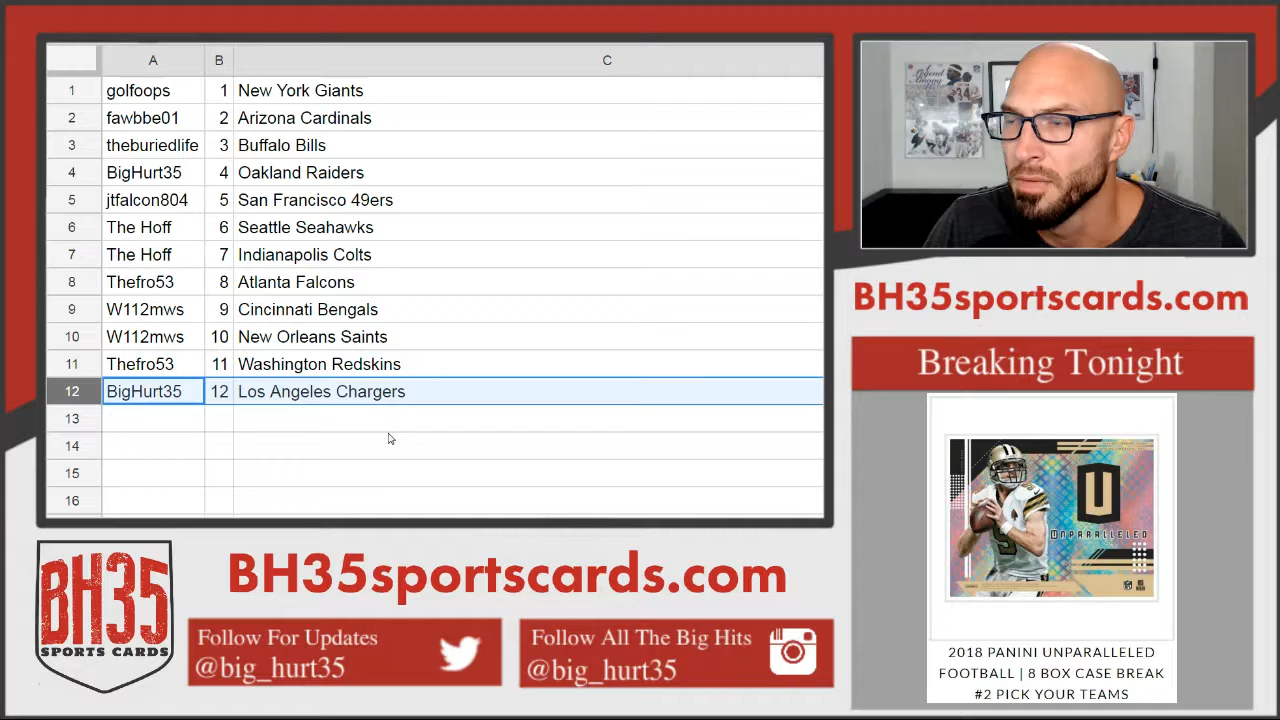 A B C
1 golfoops 1 New York Giants
2 fawbbe01 2 Arizona Cardinals
3 theburiedlife 3 Buffalo Bills
4 BigHurt35 4 Oakland Raiders
5 jtfalcon804 5 San Francisco 49ers
6 The Hoff 6 Seattle Seahawks
7 The Hoff 7 Indianapolis Colts
8 Thefro53 8 Atlanta Falcons
9 W112mws 9 Cincinnati Bengals
10 W112mws 10 New Orleans Saints
11 Thefro53 11 Washington Redskins
12 BigHurt35 12 Los Angeles Chargers
13
14
15
16
BH35
SPORTS CARDS
BH35sportscards.com
Follow For Updates
@big_hurt35
Follow All The Big Hits
@big_hurt35
BH35sportscards.com
Breaking Tonight
U
UNPARALLELED
2018 PANINI UNPARALLELED
FOOTBALL | 8 BOX CASE BREAK
#2 PICK YOUR TEAMS